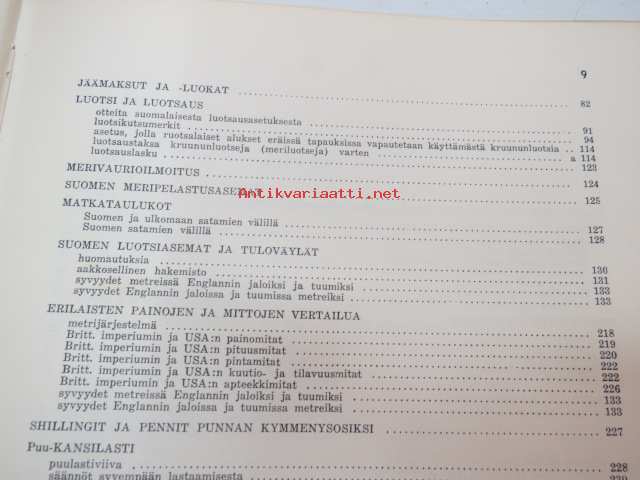 9
JÄÄMAKSUT JA -LUOKAT 82
LUOTSI JA LUOTSAUS
otteita suomalaisesta luotsausasetuksesta 91
luotsikutsumerkit 94
asetus, jolla ruotsalaiset alukset eräissä tapauksissa vapautetaan käyttämästä kruununluotsia .. 114
luotsaustaksa kruununluotseja (meriluotseja) varten a 114
luotsauslasku 123
MERIVAURIOILMOITUS 124
SUOMEN MERIPELASTUSASEMAT 125
Antikvariaatti.net
MATKATAULUKOT
Suomen ja ulkomaan satamien välillä 127
Suomen satamien välillä 128
SUOMEN LUOTSIASEMAT JA TULOVÄYLÄT
huomautuksia 130
aakkosellinen hakemisto 131
syvyydet metreissä Englannin jaloiksi ja tuumiksi 133
syvyydet Englannin jaloissa ja tuumissa metreiksi 133
ERILAISTEN PAINOJEN JA MITTOJEN VERTAILUA
metrijärjestelmä 218
Britt. imperiumin ja USA:n painomitat 219
Britt. imperiumin ja USA:n pituusmitat 220
Britt. imperiumin ja USA:n pintamitat 222
Britt. imperiumin ja USA:n kuutio- ja tilavuusmitat 222
Britt. imperiumin ja USA:n apteekkimitat 226
syvyydet metreissä Englannin jaloiksi ja tuumiksi 133
syvyydet Englannin jaloissa ja tuumissa metreiksi 133
SHILLINGIT JA PENNIT PUNNAN KYMMENYSOSIKSI 227
Puu-KANSILASTI
puulastiviiva 228
säännöt syvempään lastaamisesta